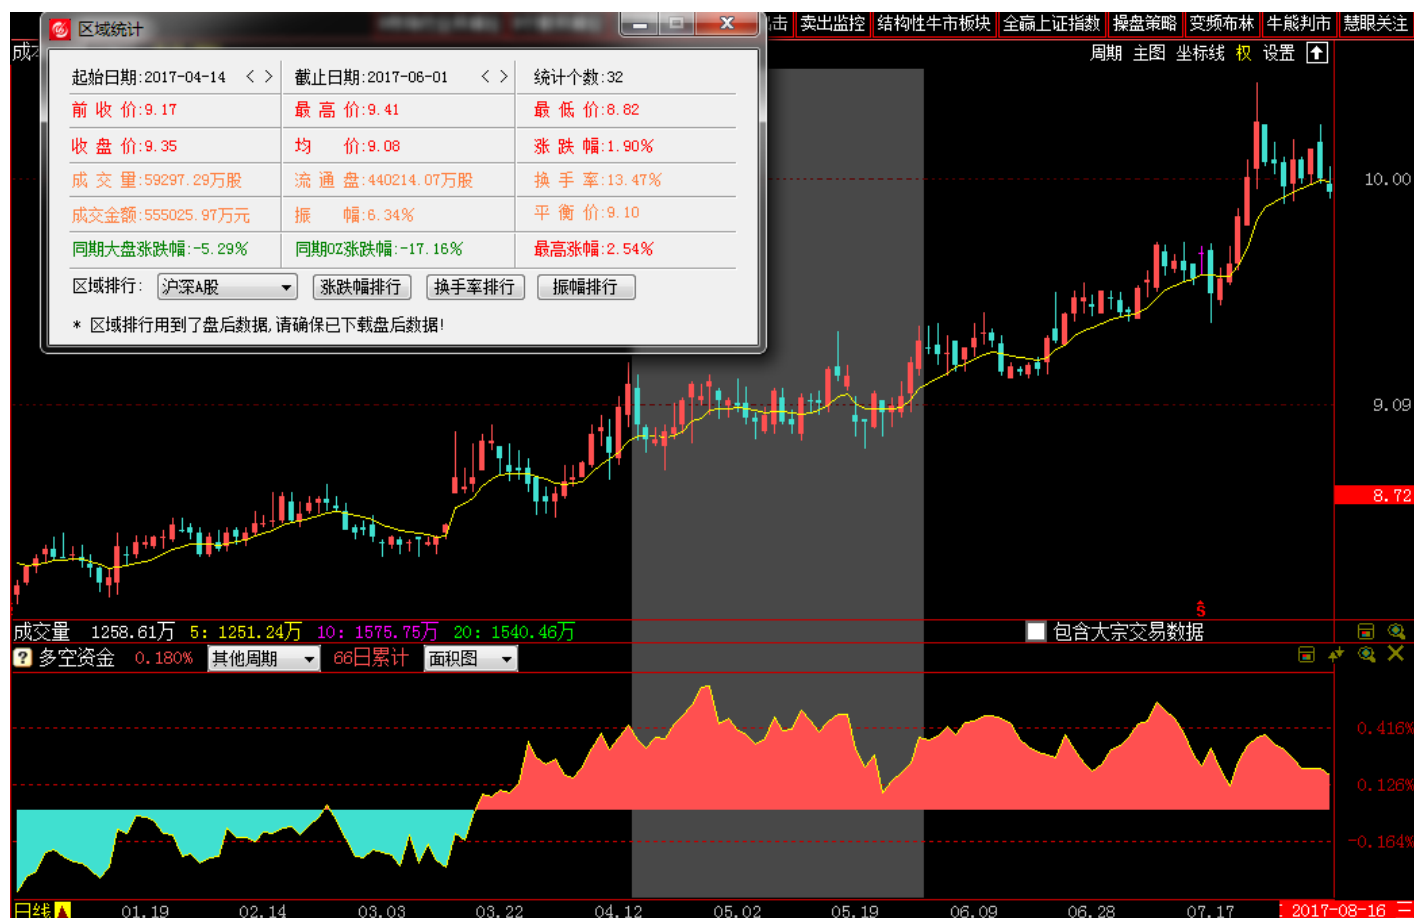 区域统计
击 卖出监控 结构性牛市板块 全赢上证指数 操盘策略 变频布林 牛熊判市 慧眼关注
周期 主图 坐标线 权 设置
起始日期:2017-04-14 < > 截止日期:2017-06-01 < > 统计个数:32
前 收 价:9.17 最 高 价:9.41 最 低 价:8.82
收 盘 价:9.35 均 价:9.08 涨 跌 幅:1.90%
成 交 量:59297.29万股 流 通 盘:440214.07万股 换 手 率:13.47%
成交金额:555025.97万元 振 幅:6.34% 平 衡 价:9.10
同期大盘涨跌幅:-5.29% 同期OZ涨跌幅:-17.16% 最高涨幅:2.54%
区域排行: 沪深A股 涨跌幅排行 换手率排行 振幅排行
* 区域排行用到了盘后数据,请确保已下载盘后数据!
10.00
9.09
8.72
S
成交量 1258.61万 5: 1251.24万 10: 1575.75万 20: 1540.46万 包含大宗交易数据
? 多空资金 0.180% 其他周期 66日累计 面积图
0.416%
0.126%
-0.164%
日线 01.19 02.14 03.03 03.22 04.12 05.02 05.19 06.09 06.28 07.17 2017-08-16 三